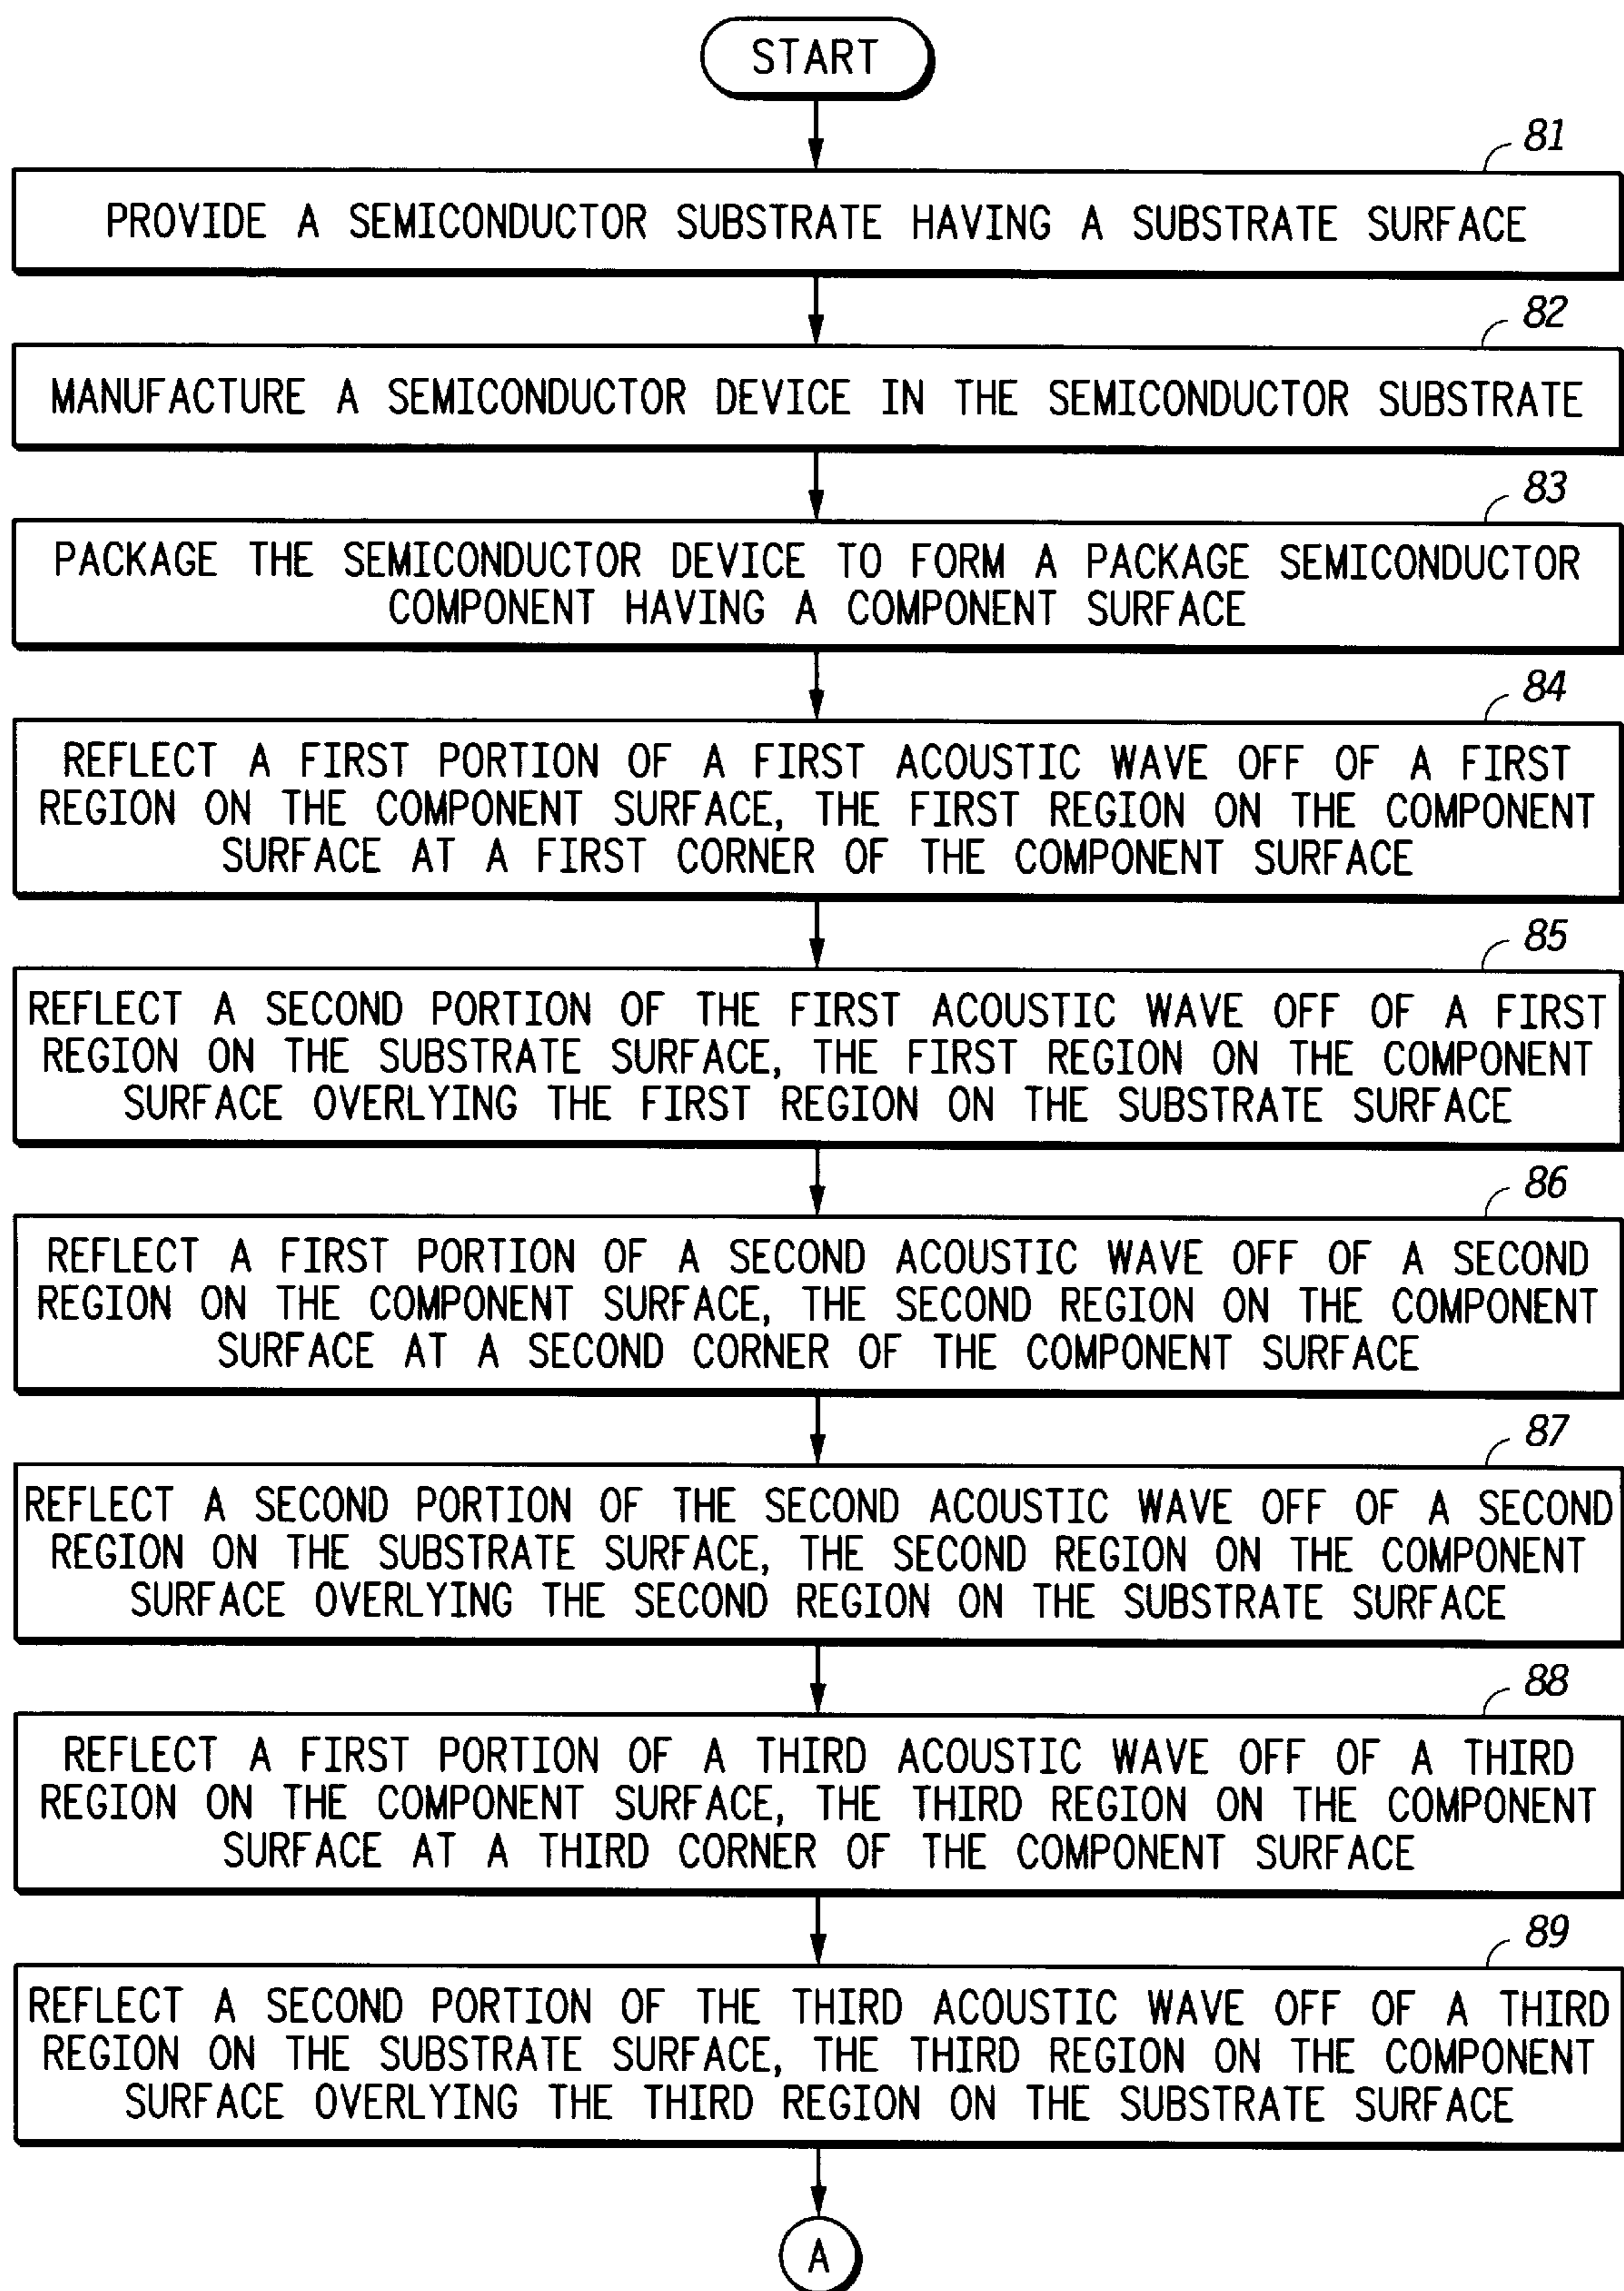 START
81
PROVIDE A SEMICONDUCTOR SUBSTRATE HAVING A SUBSTRATE SURFACE
82
MANUFACTURE A SEMICONDUCTOR DEVICE IN THE SEMICONDUCTOR SUBSTRATE
83
PACKAGE THE SEMICONDUCTOR DEVICE TO FORM A PACKAGE SEMICONDUCTOR
COMPONENT HAVING A COMPONENT SURFACE
84
REFLECT A FIRST PORTION OF A FIRST ACOUSTIC WAVE OFF OF A FIRST
REGION ON THE COMPONENT SURFACE, THE FIRST REGION ON THE COMPONENT
SURFACE AT A FIRST CORNER OF THE COMPONENT SURFACE
85
REFLECT A SECOND PORTION OF THE FIRST ACOUSTIC WAVE OFF OF A FIRST
REGION ON THE SUBSTRATE SURFACE, THE FIRST REGION ON THE COMPONENT
SURFACE OVERLYING THE FIRST REGION ON THE SUBSTRATE SURFACE
86
REFLECT A FIRST PORTION OF A SECOND ACOUSTIC WAVE OFF OF A SECOND
REGION ON THE COMPONENT SURFACE, THE SECOND REGION ON THE COMPONENT
SURFACE AT A SECOND CORNER OF THE COMPONENT SURFACE
87
REFLECT A SECOND PORTION OF THE SECOND ACOUSTIC WAVE OFF OF A SECOND
REGION ON THE SUBSTRATE SURFACE, THE SECOND REGION ON THE COMPONENT
SURFACE OVERLYING THE SECOND REGION ON THE SUBSTRATE SURFACE
88
REFLECT A FIRST PORTION OF A THIRD ACOUSTIC WAVE OFF OF A THIRD
REGION ON THE COMPONENT SURFACE, THE THIRD REGION ON THE COMPONENT
SURFACE AT A THIRD CORNER OF THE COMPONENT SURFACE
89
REFLECT A SECOND PORTION OF THE THIRD ACOUSTIC WAVE OFF OF A THIRD
REGION ON THE SUBSTRATE SURFACE, THE THIRD REGION ON THE COMPONENT
SURFACE OVERLYING THE THIRD REGION ON THE SUBSTRATE SURFACE
A